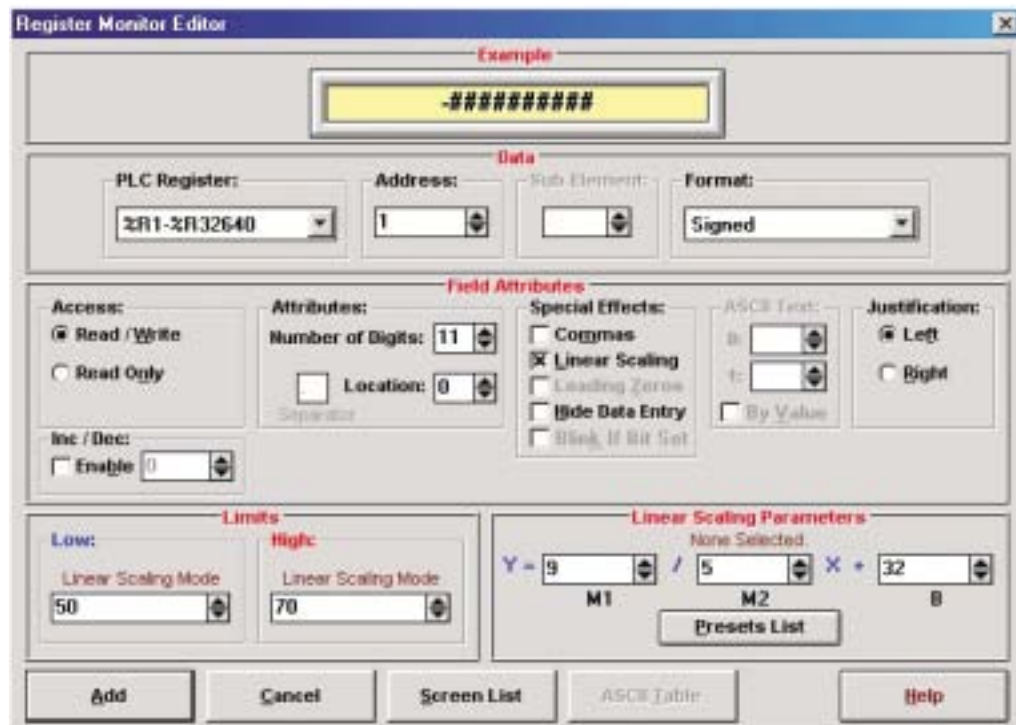 Register Monitor Editor
Example
-##########
Data
PLC Register: Address: Sub Element: Format:
%R1-%R32640 1 Signed
Field Attributes
Access: Attributes: Special Effects: ASCII Text: Justification:
Read / Write Number of Digits: 11 Commas 0: Left
Read Only Location: 0 Linear Scaling 1: Right
Separator Leading Zeros
Hide Data Entry By Value
Blink If Bit Set
Inc / Dec:
Enable 0
Limits
Low: High:
Linear Scaling Mode Linear Scaling Mode
50 70
Linear Scaling Parameters
None Selected
Y = 9 / 5 X + 32
M1 M2 B
Presets List
Add Cancel Screen List ASCII Table Help